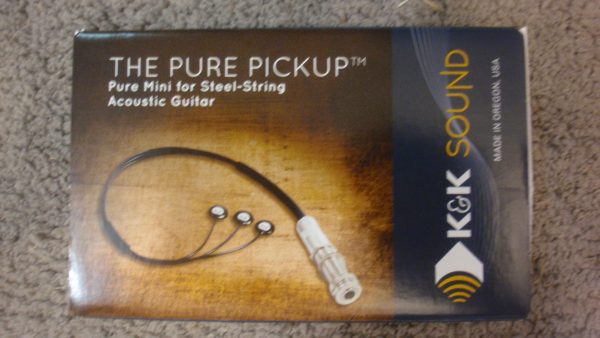 THE PURE PICKUP™
Pure Mini for Steel-String
Acoustic Guitar
K&K SOUND
MADE IN OREGON, USA